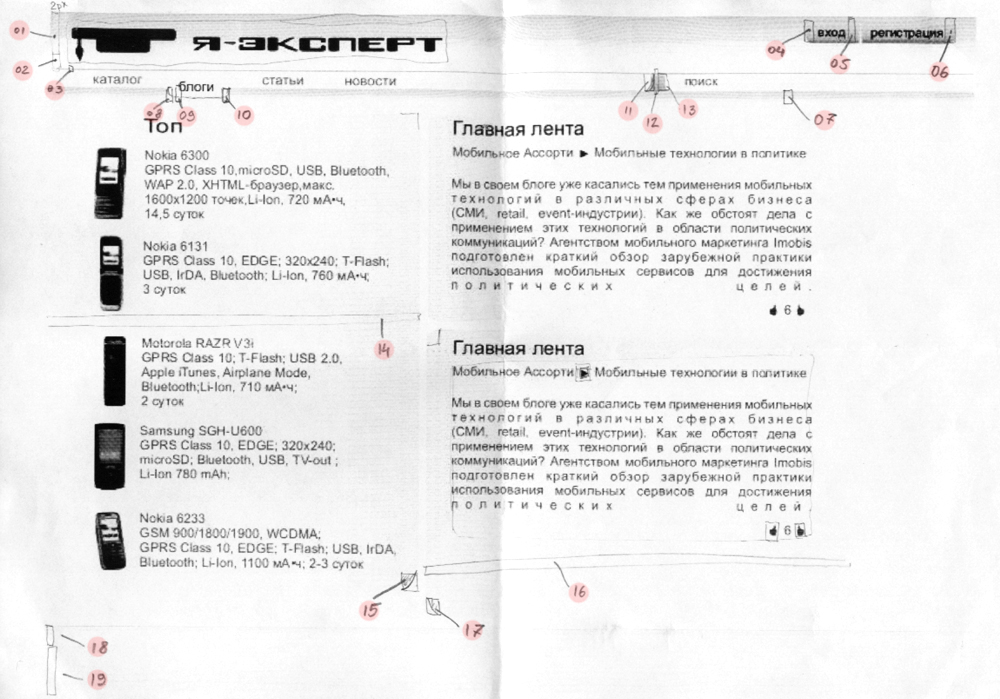 2px
01
Я-ЭКСПЕРТ
04
вход
регистрация
05
06
02
03
каталог
блоги
статьи
новости
поиск
08
09
10
11
12
13
07
Топ
Nokia 6300
GPRS Class 10,microSD, USB, Bluetooth,
WAP 2.0, XHTML-браузер,макс.
1600x1200 точек,Li-Ion, 720 мА•ч,
14,5 суток
Nokia 6131
GPRS Class 10, EDGE; 320x240; T-Flash;
USB, IrDA, Bluetooth; Li-Ion, 760 мА•ч;
3 суток
14
Motorola RAZR V3i
GPRS Class 10; T-Flash; USB 2.0,
Apple iTunes, Airplane Mode,
Bluetooth;Li-Ion, 710 мА•ч;
2 суток
Samsung SGH-U600
GPRS Class 10, EDGE; 320x240;
microSD; Bluetooth, USB, TV-out ;
Li-Ion 780 mAh;
Nokia 6233
GSM 900/1800/1900, WCDMA;
GPRS Class 10, EDGE; T-Flash; USB, IrDA,
Bluetooth; Li-Ion, 1100 мА•ч; 2-3 суток
Главная лента
Мобильное Ассорти ► Мобильные технологии в политике
Мы в своем блоге уже касались тем применения мобильных
технологий в различных сферах бизнеса
(СМИ, retail, event-индустрии). Как же обстоят дела с
применением этих технологий в области политических
коммуникаций? Агентством мобильного маркетинга Imobis
подготовлен краткий обзор зарубежной практики
использования мобильных сервисов для достижения
политических целей.
6
Главная лента
Мобильное Ассорти ► Мобильные технологии в политике
Мы в своем блоге уже касались тем применения мобильных
технологий в различных сферах бизнеса
(СМИ, retail, event-индустрии). Как же обстоят дела с
применением этих технологий в области политических
коммуникаций? Агентством мобильного маркетинга Imobis
подготовлен краткий обзор зарубежной практики
использования мобильных сервисов для достижения
политических целей
6
15
16
17
18
19